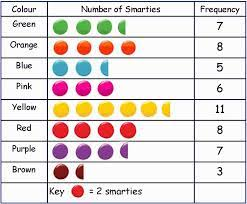 Colour Number of Smarties Frequency
Green 7
Orange 8
Blue 5
Pink 6
Yellow 11
Red 8
Purple 7
Brown 3
Key = 2 smarties